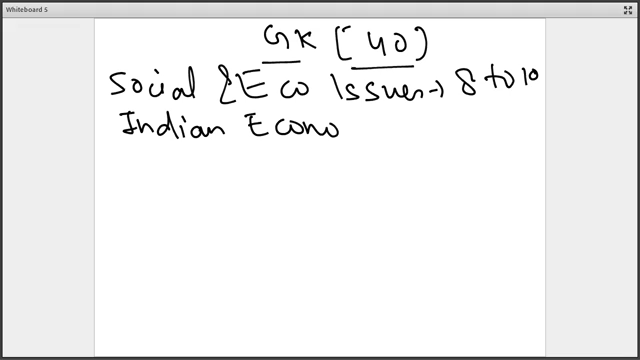 Whiteboard 5
GK [40)
Social & Eco Issues → 8 to 10
Indian Econo